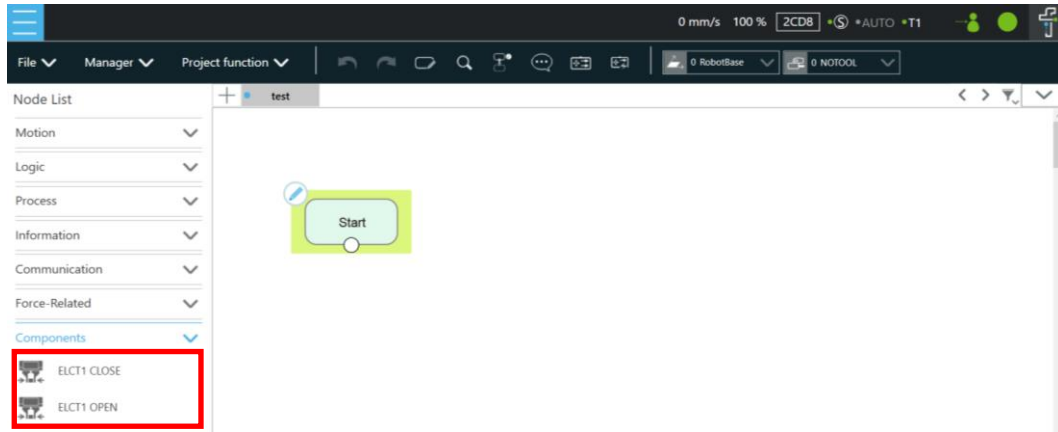 0 mm/s 100 % 2CD8 •Ⓢ •AUTO •T1
File Manager Project function 0 RobotBase 0 NOTOOL
Node List
test
Motion
Logic
Process
Information
Communication
Force-Related
Components
ELCT1 CLOSE
ELCT1 OPEN
Start